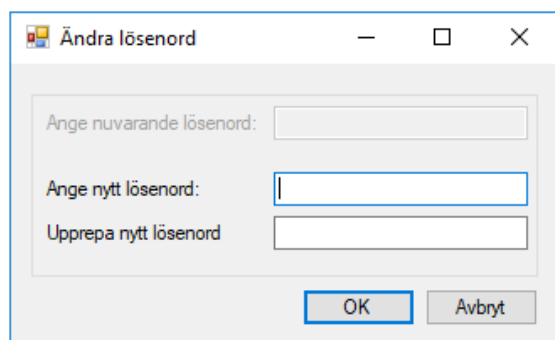 Ändra lösenord
Ange nuvarande lösenord:
Ange nytt lösenord:
Upprepa nytt lösenord
OK Avbryt